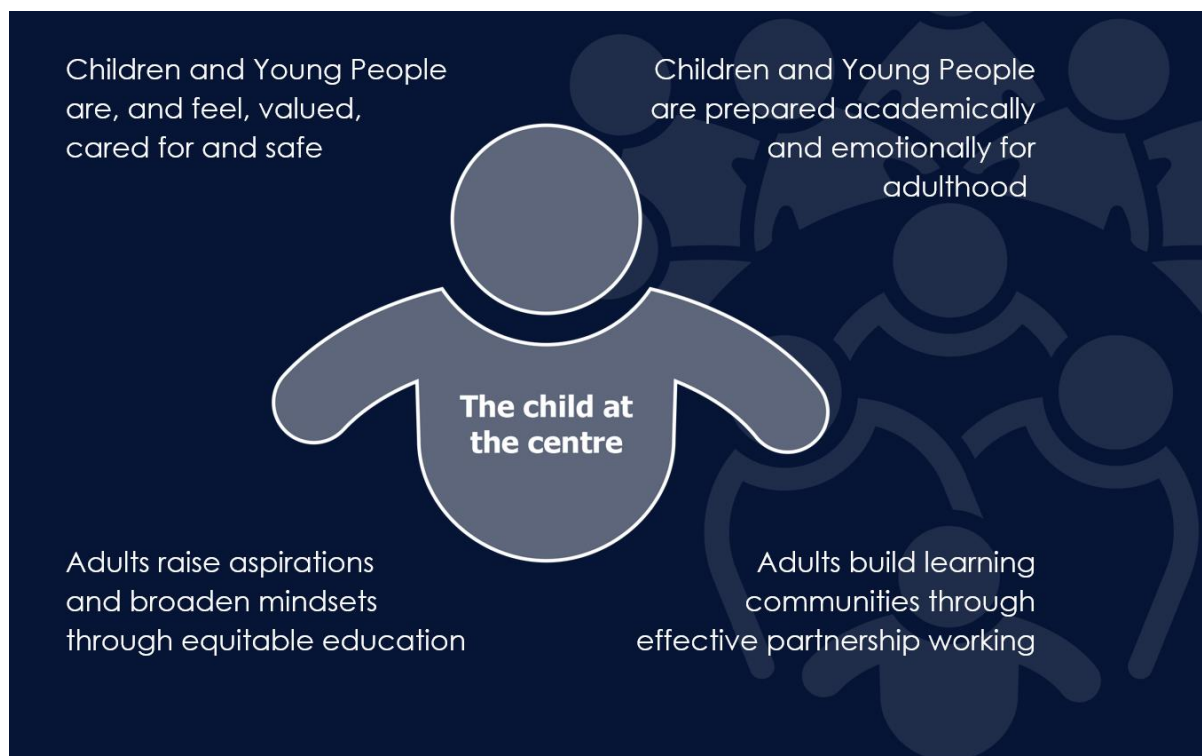 Children and Young People
are, and feel, valued,
cared for and safe
Children and Young People
are prepared academically
and emotionally for
adulthood
The child at
the centre
Adults raise aspirations
and broaden mindsets
through equitable education
Adults build learning
communities through
effective partnership working